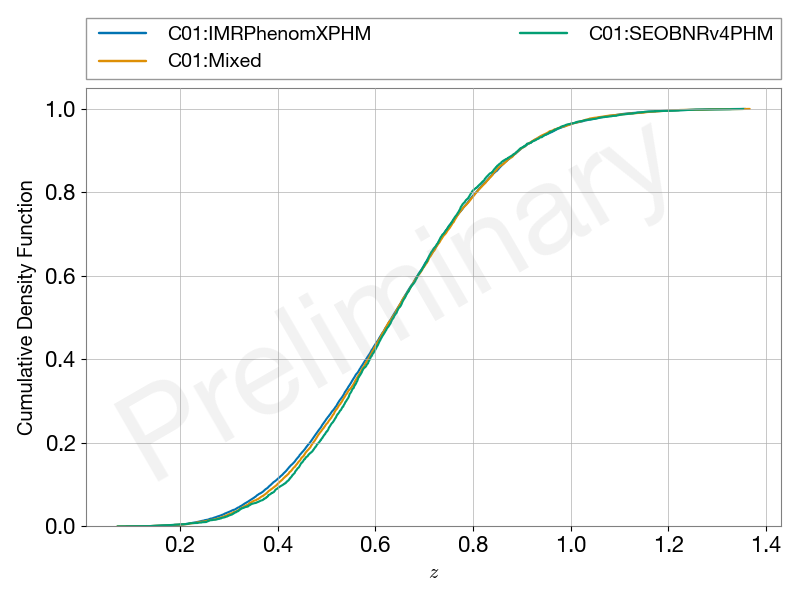 C01:IMRPhenomXPHM C01:SEOBNRv4PHM
C01:Mixed
1.0
0.8
0.6
0.4
0.2
0.0
Cumulative Density Function
Preliminary
0.2 0.4 0.6 0.8 1.0 1.2 1.4
z